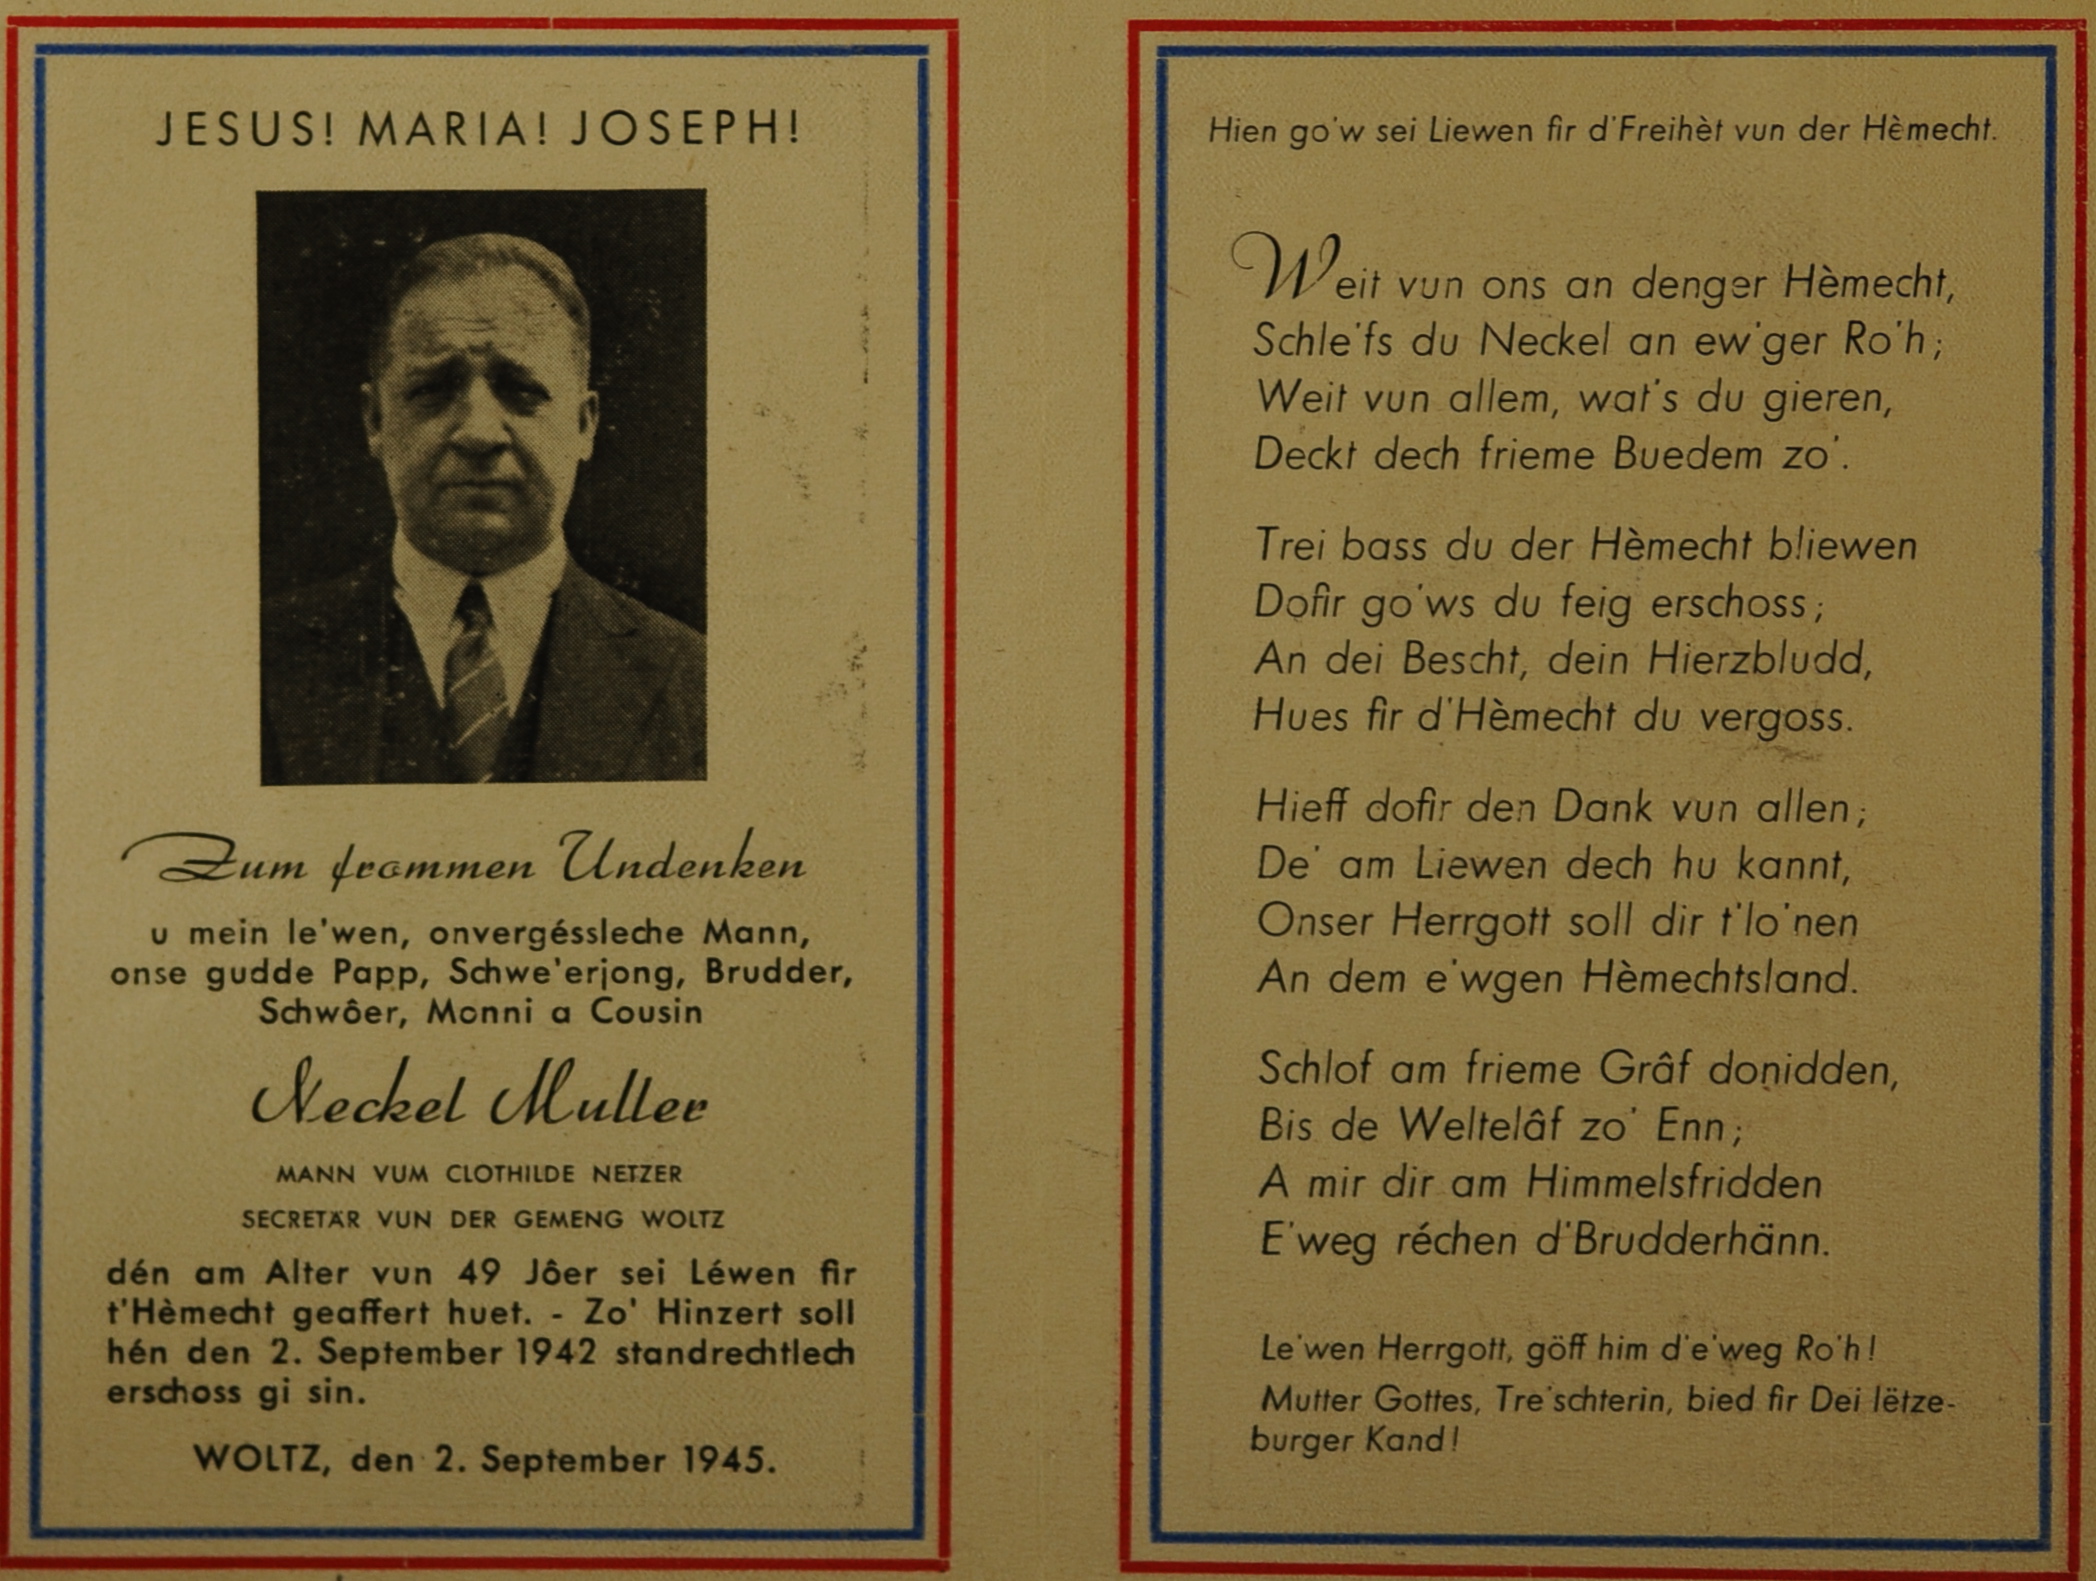 JESUS! MARIA! JOSEPH!
Zum frommen Undenken
u mein le'wen, onvergéssleche Mann,
onse gudde Papp, Schwe'erjong, Brudder,
Schwôer, Monni a Cousin
Neckel Muller
MANN VUM CLOTHILDE NETZER
SECRETÄR VUN DER GEMENG WOLTZ
dén am Alter vun 49 Jôer sei Léwen fir
t'Hèmecht geaffert huet. - Zo' Hinzert soll
hén den 2. September 1942 standrechtlech
erschoss gi sin.
WOLTZ, den 2. September 1945.
Hien go'w sei Liewen fir d'Freihèt vun der Hèmecht.
Weit vun ons an denger Hèmecht,
Schle'fs du Neckel an ew'ger Ro'h;
Weit vun allem, wat's du gieren,
Deckt dech frieme Buedem zo'.
Trei bass du der Hèmecht bliewen
Dofir go'ws du feig erschoss;
An dei Bescht, dein Hierzbludd,
Hues fir d'Hèmecht du vergoss.
Hieff dofir den Dank vun allen;
De' am Liewen dech hu kannt,
Onser Herrgott soll dir t'lo'nen
An dem e'wgen Hèmechtsland.
Schlof am frieme Grâf donidden,
Bis de Weltelâf zo' Enn;
A mir dir am Himmelsfridden
E'weg réchen d'Brudderhänn.
Le'wen Herrgott, göff him d'e'weg Ro'h!
Mutter Gottes, Tre'schterin, bied fir Dei lëtze-
burger Kand!